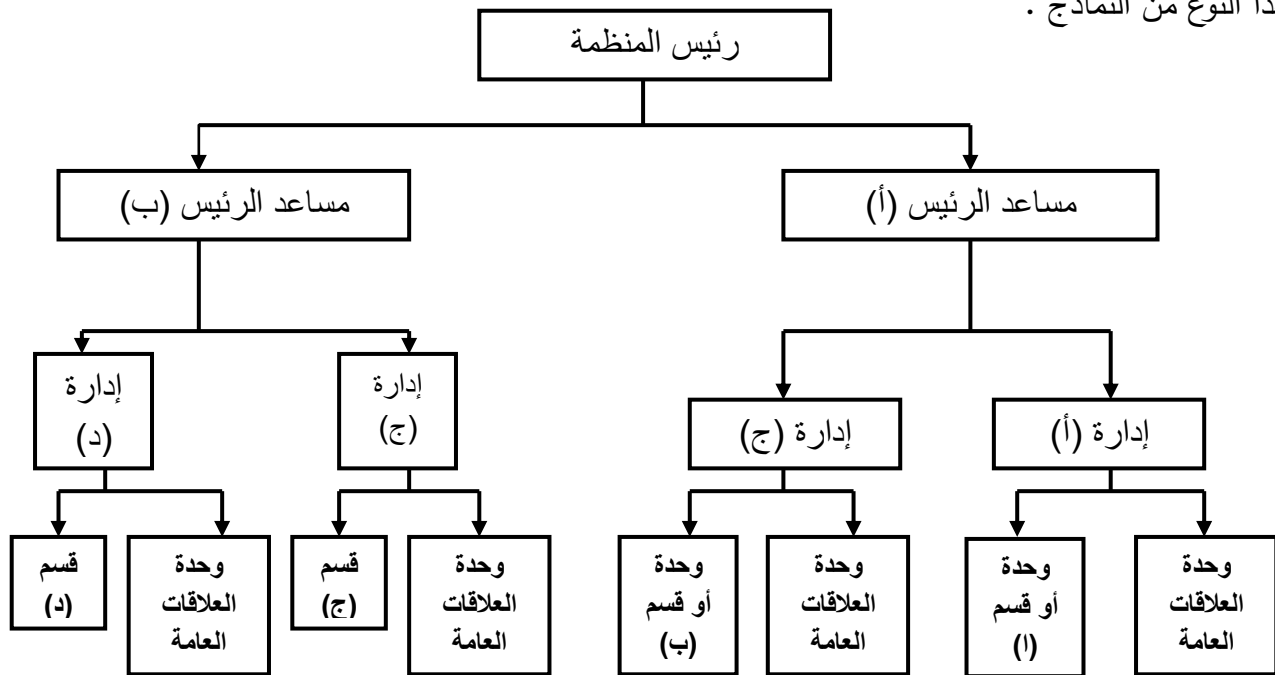 ذا النوع من النماذج .
رئيس المنظمة
مساعد الرئيس (أ)
مساعد الرئيس (ب)
إدارة (أ)
إدارة (ج)
إدارة
(ج)
إدارة
(د)
وحدة
العلاقات
العامة
وحدة
أو قسم
(ا)
وحدة
العلاقات
العامة
وحدة
أو قسم
(ب)
وحدة
العلاقات
العامة
قسم
(ج)
وحدة
العلاقات
العامة
قسم
(د)